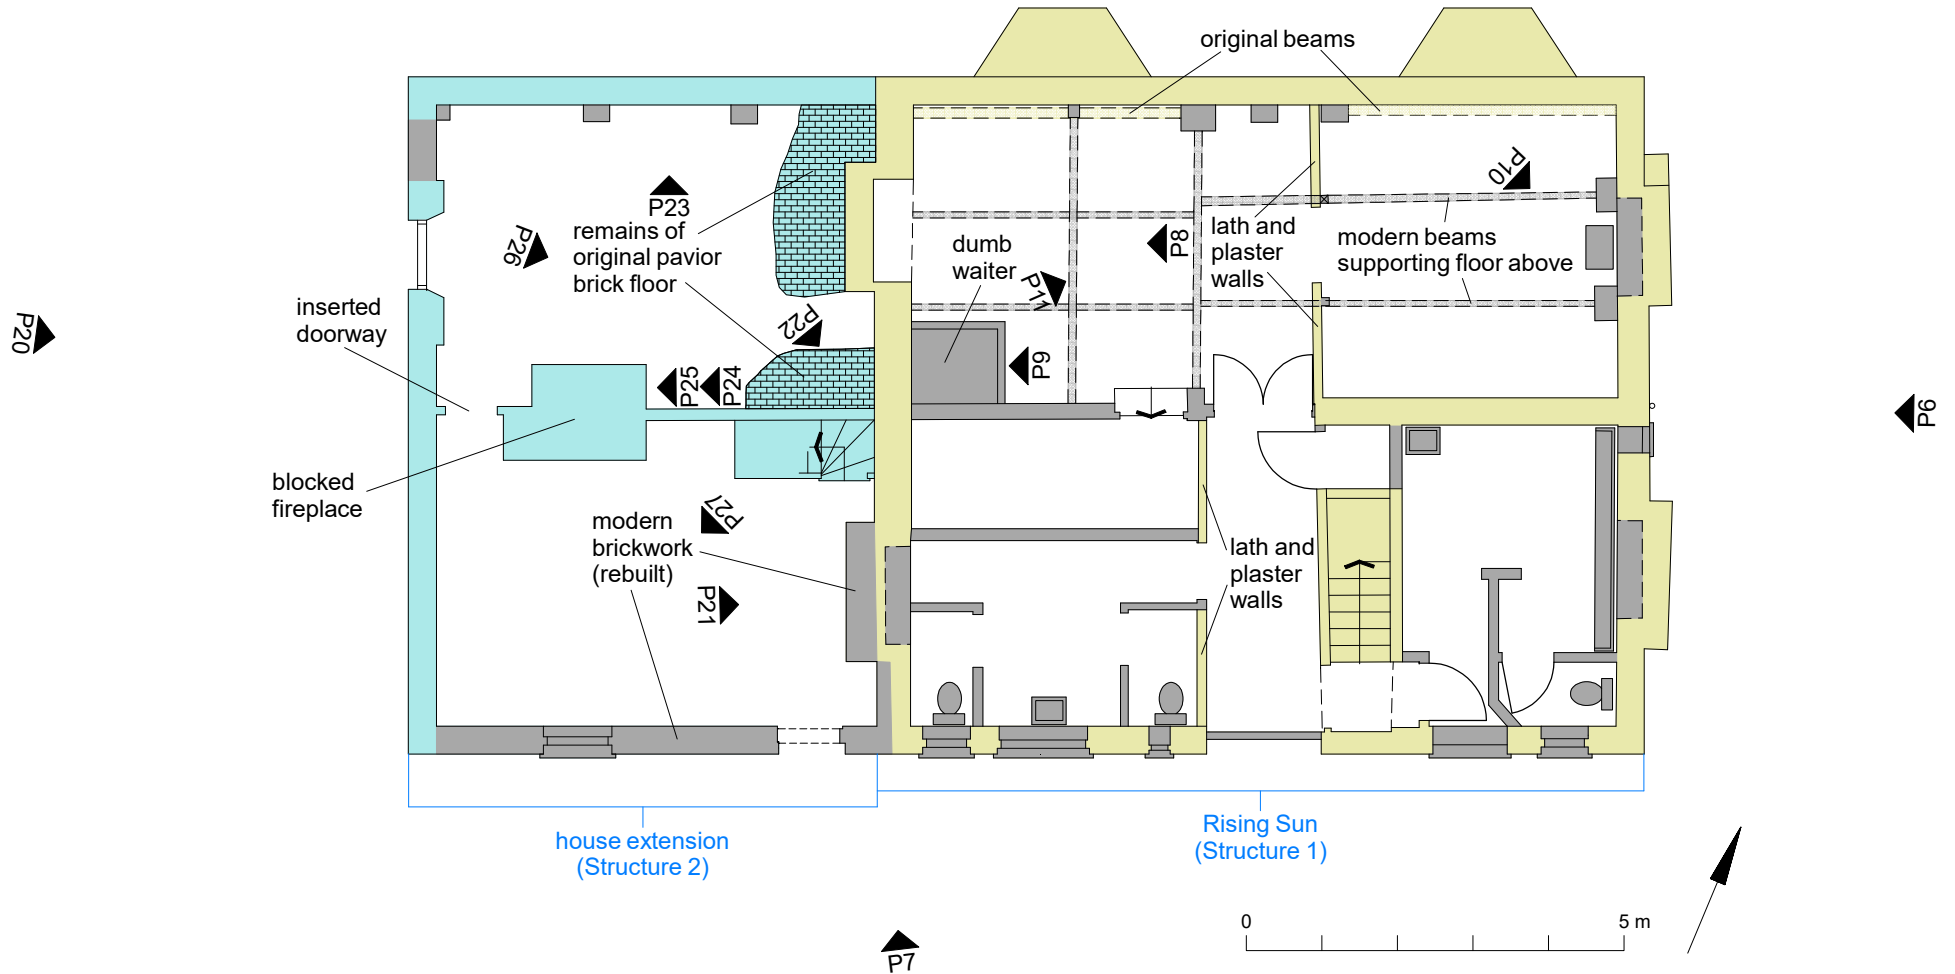 original beams
P10
P23
remains of
original pavior
brick floor
P26
lath and
plaster
walls
P8
modern beams
supporting floor above
dumb
waiter
P11
inserted
doorway
P20
P22
P25
P24
P9
P6
blocked
fireplace
P27
modern
brickwork
(rebuilt)
lath and
plaster
walls
P21
house extension
(Structure 2)
Rising Sun
(Structure 1)
0
5 m
P7